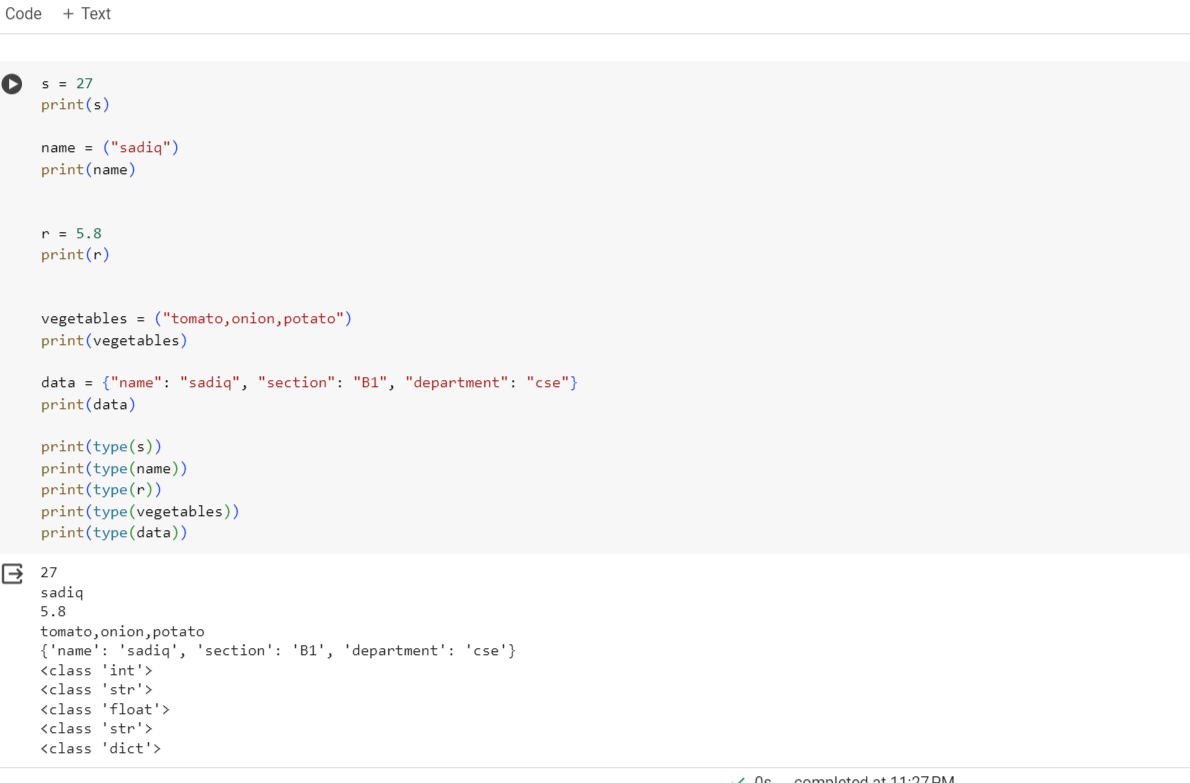 Code + Text
s = 27
print(s)
name = ("sadiq")
print(name)
r = 5.8
print(r)
vegetables = ("tomato,onion,potato")
print(vegetables)
data = {"name": "sadiq", "section": "B1", "department": "cse"}
print(data)
print(type(s))
print(type(name))
print(type(r))
print(type(vegetables))
print(type(data))
27
sadiq
5.8
tomato,onion,potato
{'name': 'sadiq', 'section': 'B1', 'department': 'cse'}
<class 'int'>
<class 'str'>
<class 'float'>
<class 'str'>
<class 'dict'>
0s completed at 11:27 PM